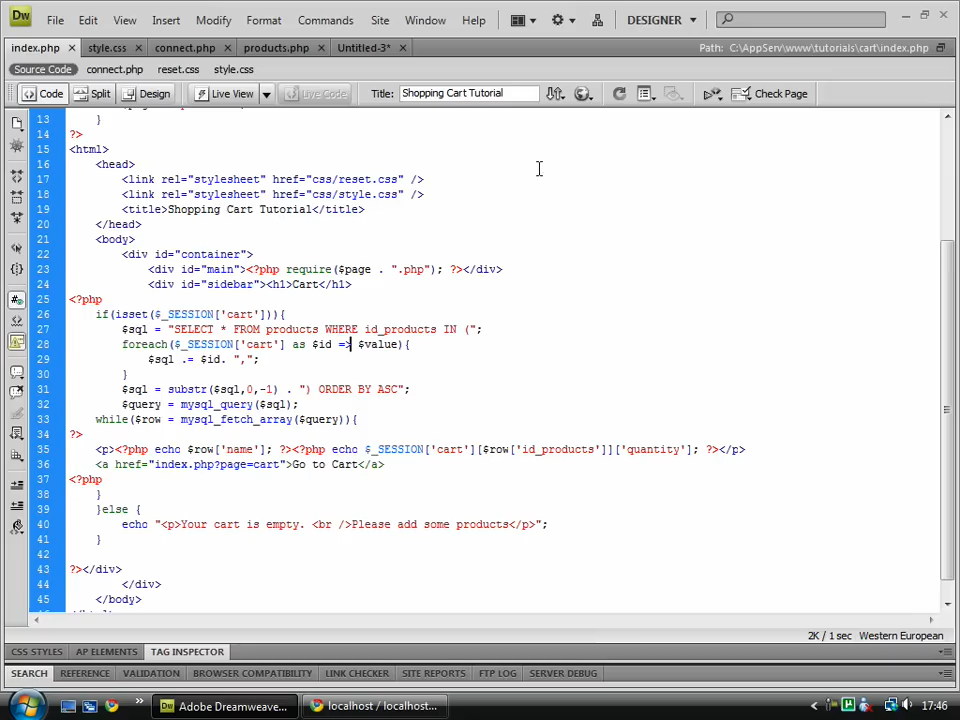 Dw File Edit View Insert Modify Format Commands Site Window Help DESIGNER
index.php style.css connect.php products.php Untitled-3* Path: C:\AppServ\www\tutorials\cart\index.php
Source Code connect.php reset.css style.css
Code Split Design Live View Live Code Title: Shopping Cart Tutorial Check Page
13 }
14 ?>
15 <html>
16 <head>
17 <link rel="stylesheet" href="css/reset.css" />
18 <link rel="stylesheet" href="css/style.css" />
19 <title>Shopping Cart Tutorial</title>
20 </head>
21 <body>
22 <div id="container">
23 <div id="main"><?php require($page . ".php"); ?></div>
24 <div id="sidebar"><h1>Cart</h1>
25 <?php
26 if(isset($_SESSION['cart'])){
27 $sql = "SELECT * FROM products WHERE id_products IN (";
28 foreach($_SESSION['cart'] as $id => $value){
29 $sql .= $id. ",";
30 }
31 $sql = substr($sql,0,-1) . ") ORDER BY ASC";
32 $query = mysql_query($sql);
33 while($row = mysql_fetch_array($query)){
34 ?>
35 <p><?php echo $row['name']; ?><?php echo $_SESSION['cart'][$row['id_products']]['quantity']; ?></p>
36 <a href="index.php?page=cart">Go to Cart</a>
37 <?php
38 }
39 }else {
40 echo "<p>Your cart is empty. <br />Please add some products</p>";
41 }
42
43 ?></div>
44 </div>
45 </body>
2K / 1 sec Western European
CSS STYLES AP ELEMENTS TAG INSPECTOR
SEARCH REFERENCE VALIDATION BROWSER COMPATIBILITY LINK CHECKER SITE REPORTS FTP LOG SERVER DEBUG
Adobe Dreamweave... localhost / localhost... 17:46